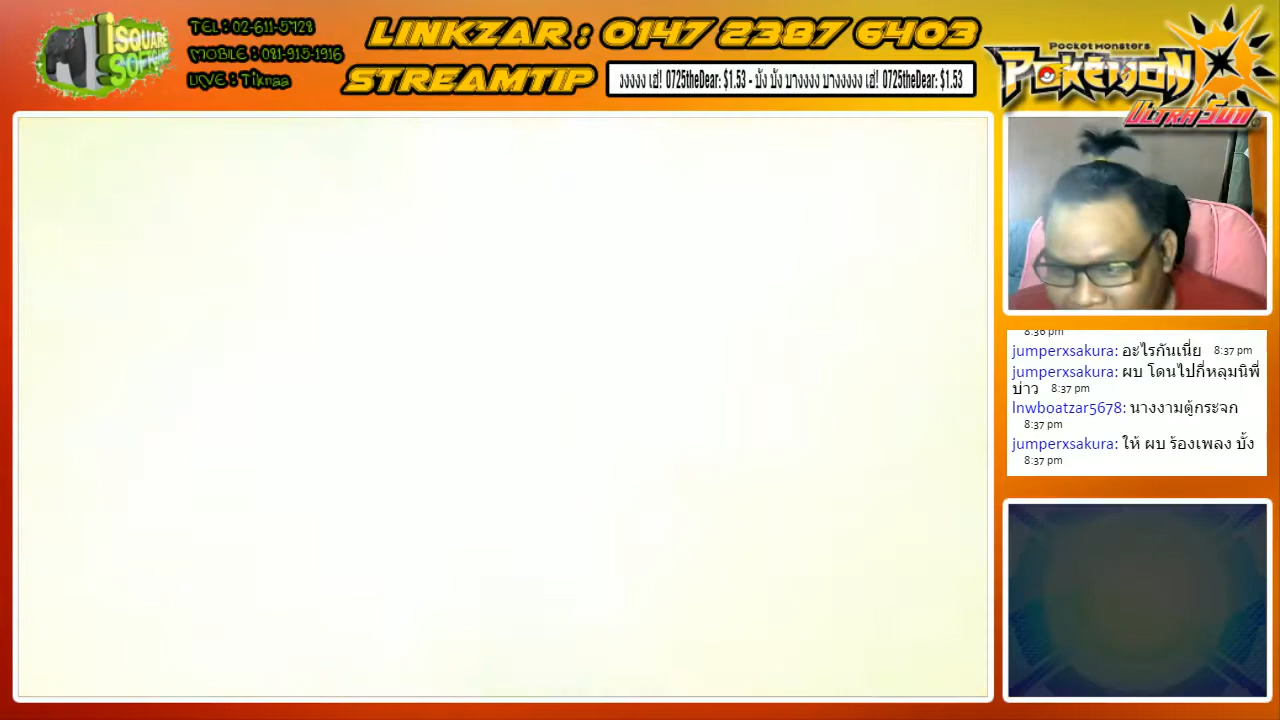 iSQUARE
SOFTGAME
TEL : 02-611-5728
MOBILE : 081-915-1916
LINE : Tiknaa
LINKZAR : 0147 2387 6403
STREAMTIP
งงงงง เฮ่! 0725theDear: $1.53 - บัง บัง บางงงง บางงงงง เฮ่! 0725theDear: $1.53
POCKET MONSTERS
POKÉMON
ULTRA SUN
8:36 pm
jumperxsakura: อะไรกันเนี่ย 8:37 pm
jumperxsakura: ผบ โดนไปกี่หลุมนิพี่
บ่าว 8:37 pm
lnwboatzar5678: นางงามตู้กระจก
8:37 pm
jumperxsakura: ให้ ผบ ร้องเพลง บั้ง
8:37 pm